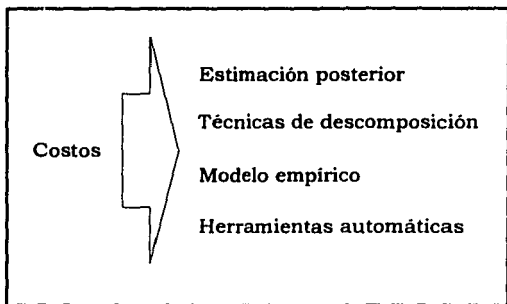 Estimación posterior
Técnicas de descomposición
Costos
Modelo empírico
Herramientas automáticas